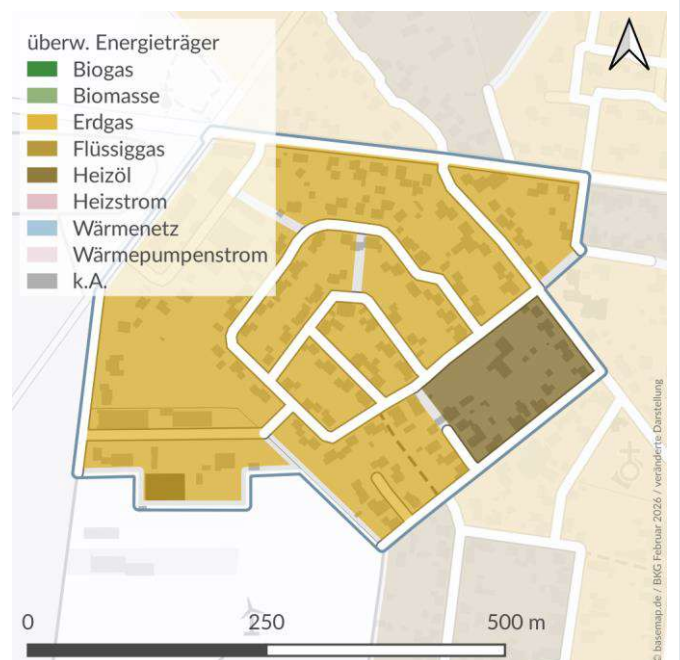 überw. Energieträger
Biogas
Biomasse
Erdgas
Flüssiggas
Heizöl
Heizstrom
Wärmenetz
Wärmepumpenstrom
k.A.
0 250 500 m
© basemap.de / BKG Februar 2026 / veränderte Darstellung